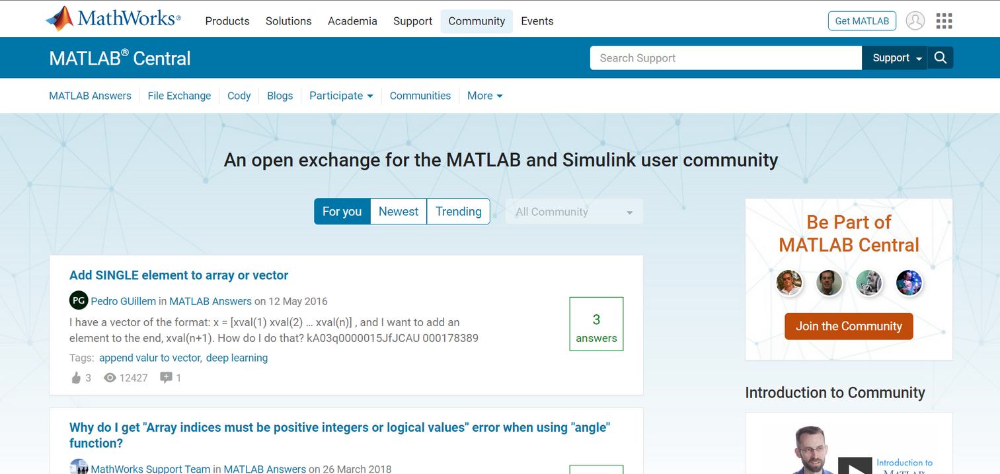 MathWorks®
Products
Solutions
Academia
Support
Community
Events
Get MATLAB
MATLAB® Central
Search Support
Support
MATLAB Answers
File Exchange
Cody
Blogs
Participate
Communities
More
An open exchange for the MATLAB and Simulink user community
For you
Newest
Trending
All Community
Add SINGLE element to array or vector
PG
Pedro GUillem in MATLAB Answers on 12 May 2016
I have a vector of the format: x = [xval(1) xval(2) … xval(n)] , and I want to add an
element to the end, xval(n+1). How do I do that? kA03q0000015JfJCAU 000178389
Tags: append valur to vector, deep learning
3
12427
1
3
answers
Why do I get "Array indices must be positive integers or logical values" error when using "angle"
function?
MathWorks Support Team in MATLAB Answers on 26 March 2018
Be Part of
MATLAB Central
Join the Community
Introduction to Community
Introduction to
MATLAB